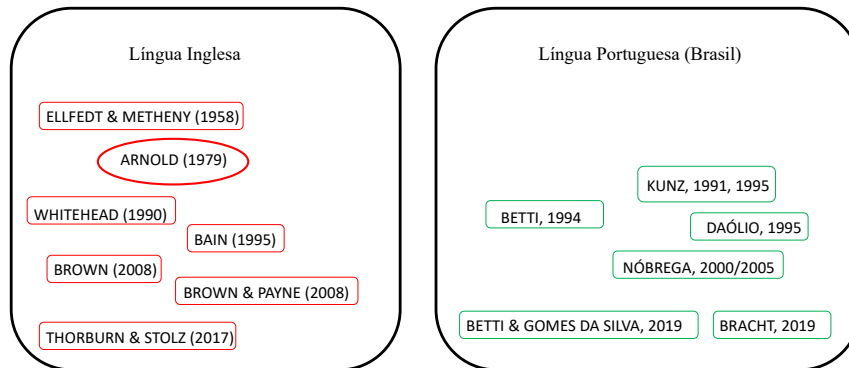 Língua Inglesa
ELLFEDT & METHENY (1958)
ARNOLD (1979)
WHITEHEAD (1990)
BAIN (1995)
BROWN (2008)
BROWN & PAYNE (2008)
THORBURN & STOLZ (2017)
Língua Portuguesa (Brasil)
KUNZ, 1991, 1995
BETTI, 1994
DAÓLIO, 1995
NÓBREGA, 2000/2005
BETTI & GOMES DA SILVA, 2019
BRACHT, 2019